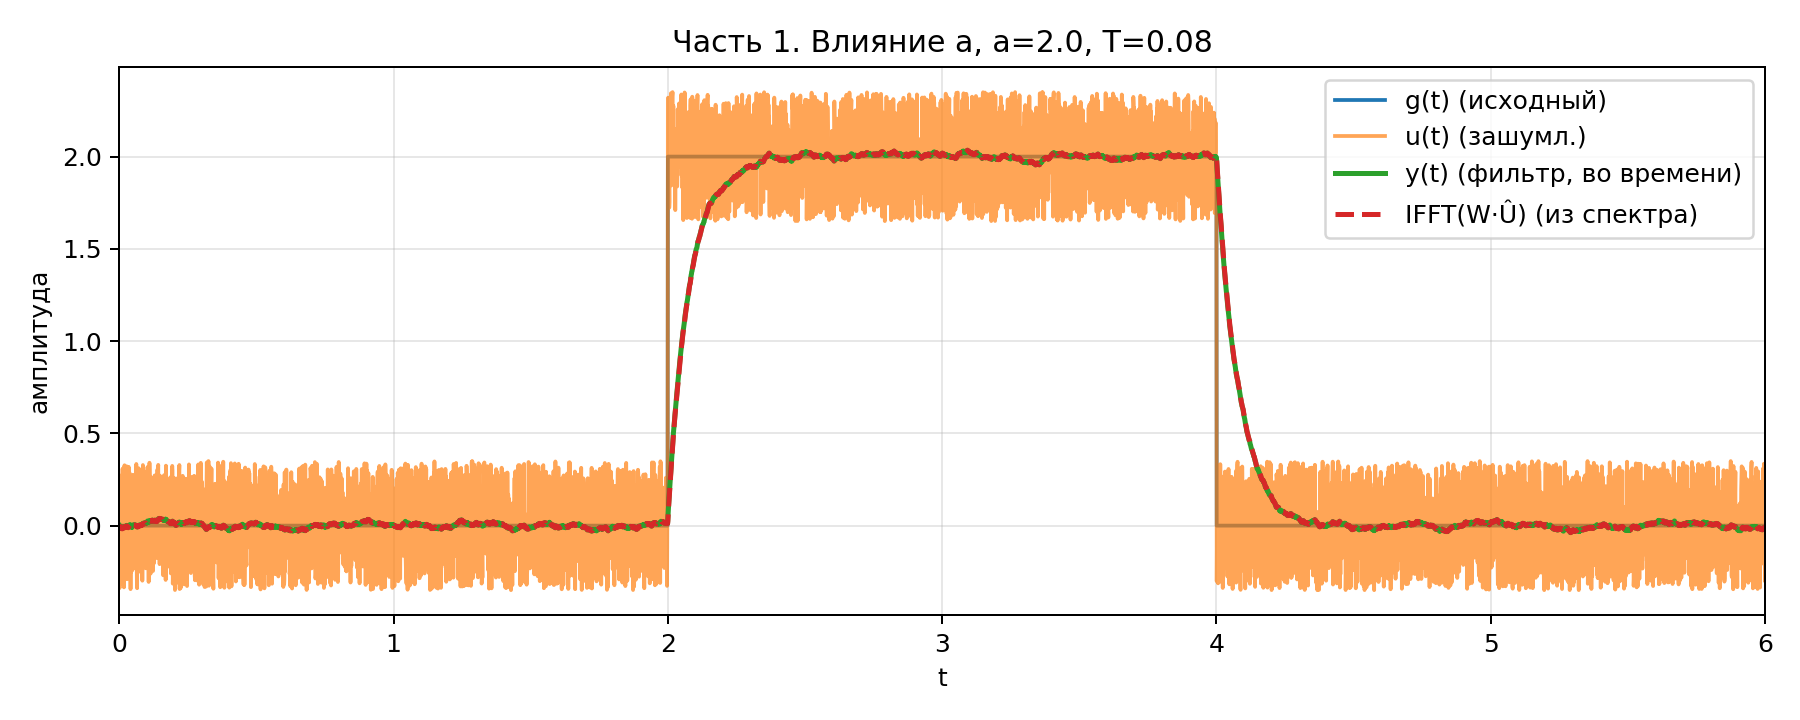 Часть 1. Влияние a, a=2.0, T=0.08
g(t) (исходный)
u(t) (зашумл.)
y(t) (фильтр, во времени)
IFFT(W·Û) (из спектра)
амплитуда
2.0
1.5
1.0
0.5
0.0
0 1 2 3 4 5 6
t